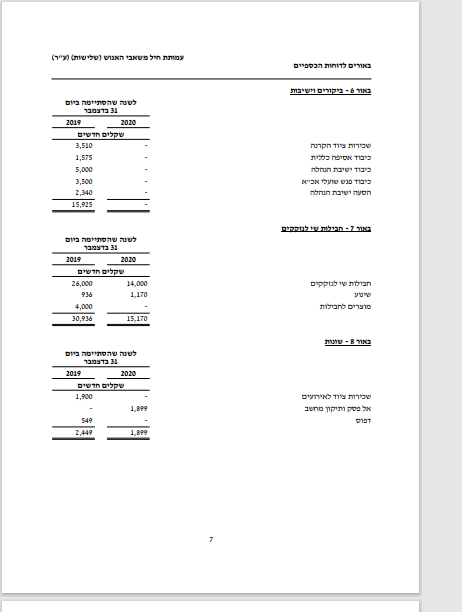 עמותת חיל משאבי האנוש (שלישות) (ע"ר)
באורים לדוחות הכספיים
באור 6 - ביקורים וישיבות
לשנה שהסתיימה ביום
31 בדצמבר
2020 2019
שקלים חדשים
שכירות ציוד הקרנה - 3,510
כיבוד אסיפה כללית - 1,575
כיבוד ישיבת הנהלה - 5,000
כיבוד פגש שועלי אכ"א - 3,500
הסעה ישיבת הנהלה - 2,340
- 15,925
באור 7 - חבילות שי לנזקקים
לשנה שהסתיימה ביום
31 בדצמבר
2020 2019
שקלים חדשים
חבילות שי לנזקקים 14,000 26,000
שינוע 1,170 936
מוצרים לחבילות - 4,000
15,170 30,936
באור 8 - שונות
לשנה שהסתיימה ביום
31 בדצמבר
2020 2019
שקלים חדשים
שכירות ציוד לאירועים - 1,900
אל פסק ותיקון מחשב 1,899 -
דפוס - 549
1,899 2,449
7